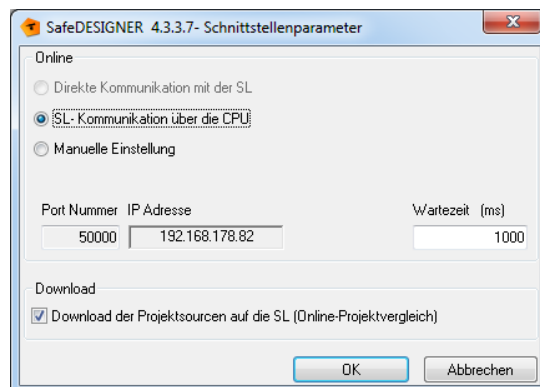 SafeDESIGNER 4.3.3.7- Schnittstellenparameter
Online
Direkte Kommunikation mit der SL
SL- Kommunikation über die CPU
Manuelle Einstellung
Port Nummer IP Adresse Wartezeit (ms)
50000 192.168.178.82 1000
Download
Download der Projektsourcen auf die SL (Online-Projektvergleich)
OK Abbrechen